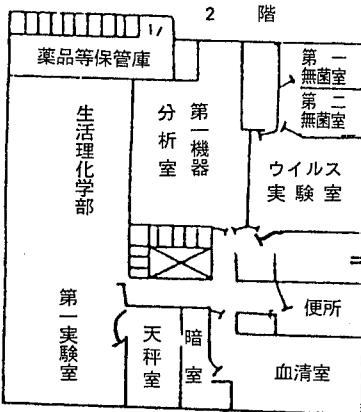 2 階
薬品等保管庫
第一無菌室
第二無菌室
生活理化学部
第一機器分析室
ウイルス
実験室
第一実験室
天秤室
暗室
便所
血清室